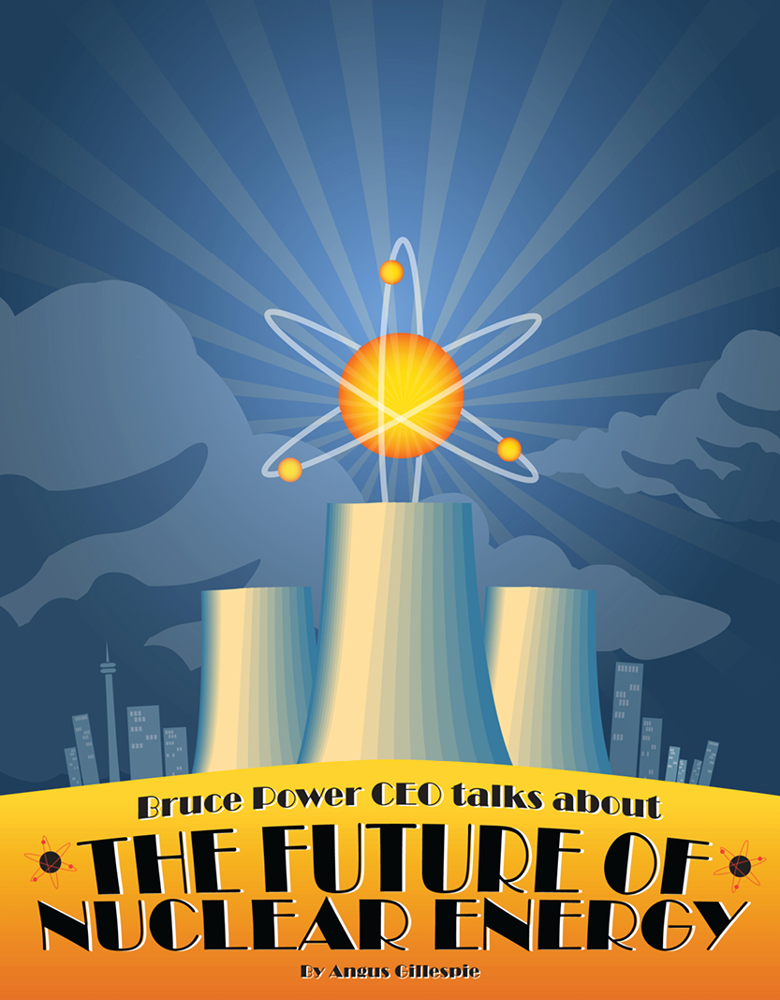 Bruce Power CEO talks about
THE FUTURE OF
NUCLEAR ENERGY
By Angus Gillespie